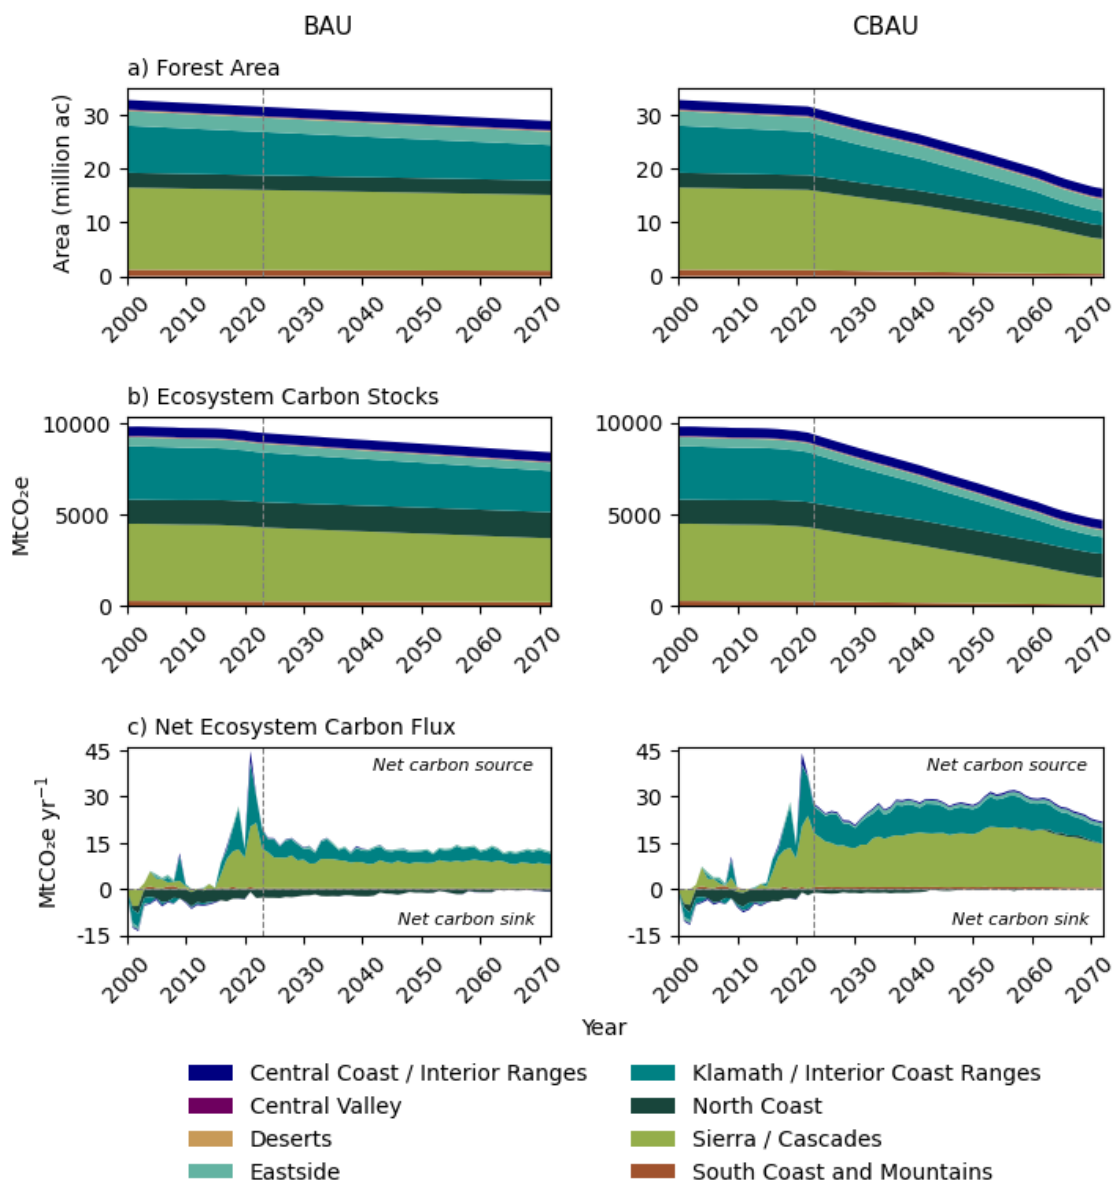 BAU CBAU
a) Forest Area
Area (million ac)
30
20
10
0
2000 2010 2020 2030 2040 2050 2060 2070
30
20
10
0
2000 2010 2020 2030 2040 2050 2060 2070
b) Ecosystem Carbon Stocks
MtCO₂e
10000
5000
0
2000 2010 2020 2030 2040 2050 2060 2070
10000
5000
0
2000 2010 2020 2030 2040 2050 2060 2070
c) Net Ecosystem Carbon Flux
MtCO₂e yr⁻¹
45
30
15
0
-15
Net carbon source
Net carbon sink
2000 2010 2020 2030 2040 2050 2060 2070
45
30
15
0
-15
Net carbon source
Net carbon sink
2000 2010 2020 2030 2040 2050 2060 2070
Year
Central Coast / Interior Ranges
Central Valley
Deserts
Eastside
Klamath / Interior Coast Ranges
North Coast
Sierra / Cascades
South Coast and Mountains